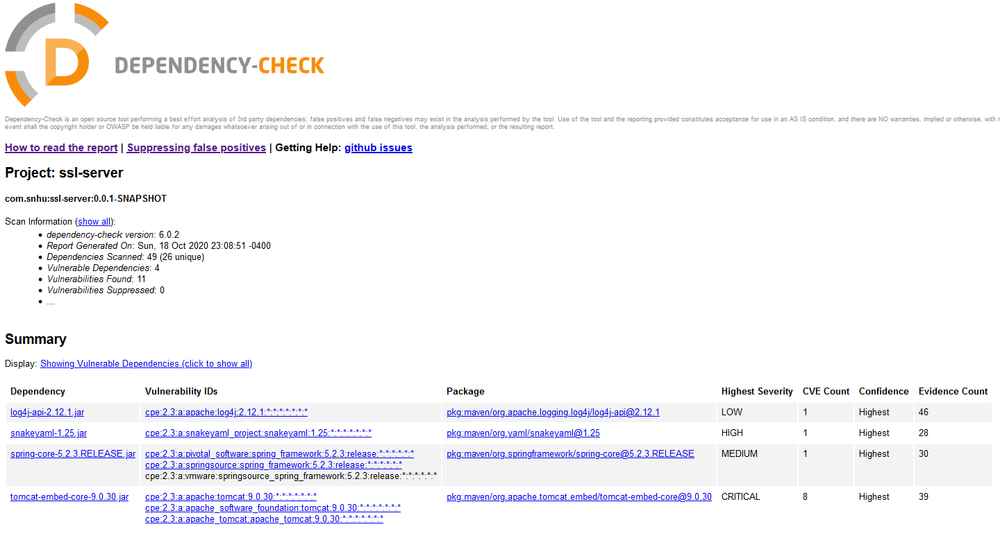 D DEPENDENCY-CHECK
Dependency-Check is an open source tool performing a best effort analysis of 3rd party dependencies; false positives and false negatives may exist in the analysis performed by the tool. Use of the tool and the reporting provided constitutes acceptance for use in an AS IS condition, and there are NO warranties, implied or otherwise, with
event shall the copyright holder or OWASP be held liable for any damages whatsoever arising out of or in connection with the use of this tool, the analysis performed, or the resulting report.
How to read the report | Suppressing false positives | Getting Help: github issues
Project: ssl-server
com.snhu:ssl-server:0.0.1-SNAPSHOT
Scan Information (show all):
• dependency-check version: 6.0.2
• Report Generated On: Sun, 18 Oct 2020 23:08:51 -0400
• Dependencies Scanned: 49 (26 unique)
• Vulnerable Dependencies: 4
• Vulnerabilities Found: 11
• Vulnerabilities Suppressed: 0
• ...
Summary
Display: Showing Vulnerable Dependencies (click to show all)
Dependency Vulnerability IDs Package Highest Severity CVE Count Confidence Evidence Count
log4j-api-2.12.1.jar cpe:2.3:a:apache:log4j:2.12.1:*:*:*:*:*:*:* pkg:maven/org.apache.logging.log4j/log4j-api@2.12.1 LOW 1 Highest 46
snakeyaml-1.25.jar cpe:2.3:a:snakeyaml_project:snakeyaml:1.25:*:*:*:*:*:*:* pkg:maven/org.yaml/snakeyaml@1.25 HIGH 1 Highest 28
spring-core-5.2.3.RELEASE.jar cpe:2.3:a:pivotal_software:spring_framework:5.2.3:release:*:*:*:*:*:* pkg:maven/org.springframework/spring-core@5.2.3.RELEASE MEDIUM 1 Highest 30
cpe:2.3:a:springsource:spring_framework:5.2.3:release:*:*:*:*:*:*
cpe:2.3:a:vmware:springsource_spring_framework:5.2.3:release:*:*:*:*:*:*
tomcat-embed-core-9.0.30.jar cpe:2.3:a:apache:tomcat:9.0.30:*:*:*:*:*:*:* pkg:maven/org.apache.tomcat.embed/tomcat-embed-core@9.0.30 CRITICAL 8 Highest 39
cpe:2.3:a:apache_software_foundation:tomcat:9.0.30:*:*:*:*:*:*:*
cpe:2.3:a:apache_tomcat:apache_tomcat:9.0.30:*:*:*:*:*:*:*